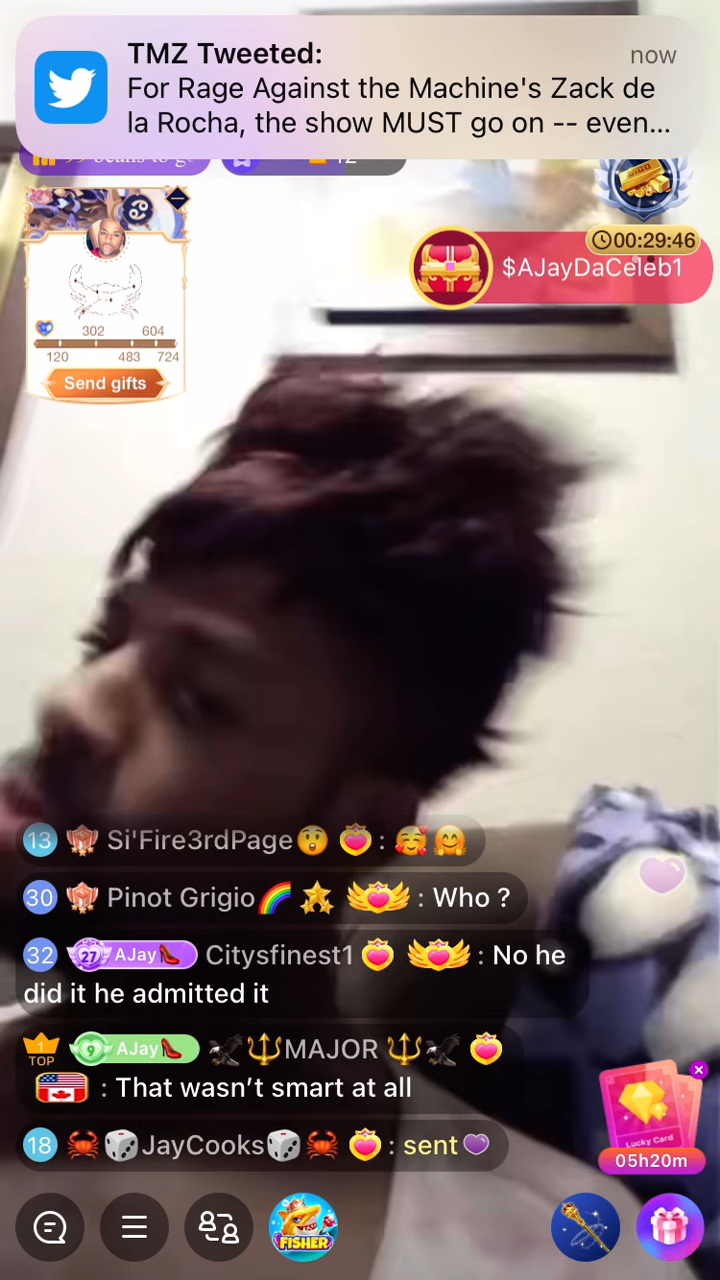 TMZ Tweeted:
now
For Rage Against the Machine's Zack de
la Rocha, the show MUST go on -- even...
$AJayDaCeleb1
00:29:46
302 604
120 483 724
Send gifts
13 Si'Fire3rdPage😲 : 🥰 🤗
30 Pinot Grigio🌈 : Who ?
32 27 AJay👠 Citysfinest1 : No he
did it he admitted it
1 TOP 9 AJay👠 🦅🔱MAJOR 🔱🦅
: That wasn’t smart at all
18 🦀🎲JayCooks🎲🦀 : sent💜
Lucky Card
05h20m
FISHER